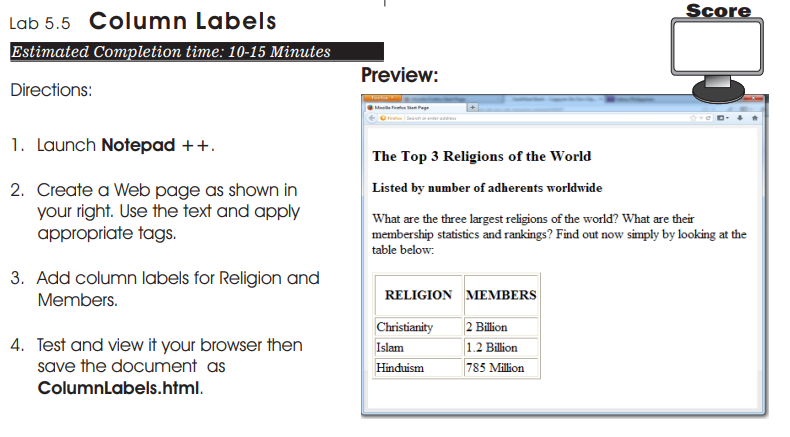 Lab 5.5 Column Labels
Score
Estimated Completion time: 10-15 Minutes
Directions:
1. Launch Notepad ++.
2. Create a Web page as shown in
your right. Use the text and apply
appropriate tags.
3. Add column labels for Religion and
Members.
4. Test and view it your browser then
save the document as
ColumnLabels.html.
Preview:
Mozilla Firefox Start Page
Firefox Search or enter address
The Top 3 Religions of the World
Listed by number of adherents worldwide
What are the three largest religions of the world? What are their
membership statistics and rankings? Find out now simply by looking at the
table below:
RELIGION MEMBERS
Christianity 2 Billion
Islam 1.2 Billion
Hinduism 785 Million